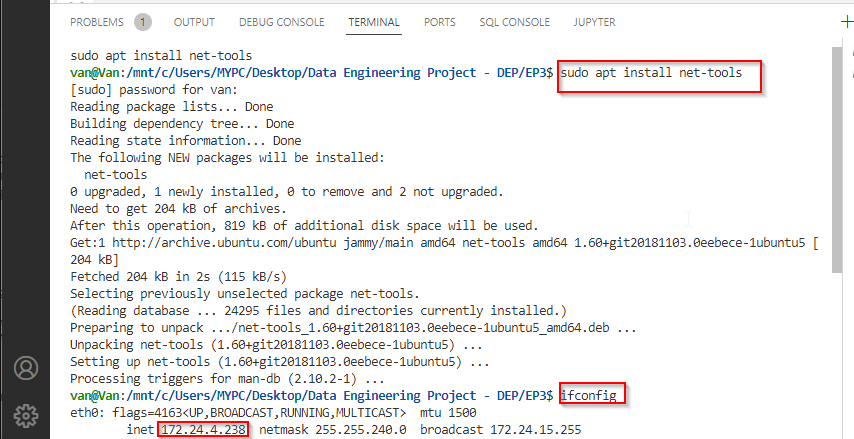 PROBLEMS 1 OUTPUT DEBUG CONSOLE TERMINAL PORTS SQL CONSOLE JUPYTER
sudo apt install net-tools
van@Van:/mnt/c/Users/MYPC/Desktop/Data Engineering Project - DEP/EP3$ sudo apt install net-tools
[sudo] password for van:
Reading package lists... Done
Building dependency tree... Done
Reading state information... Done
The following NEW packages will be installed:
  net-tools
0 upgraded, 1 newly installed, 0 to remove and 2 not upgraded.
Need to get 204 kB of archives.
After this operation, 819 kB of additional disk space will be used.
Get:1 http://archive.ubuntu.com/ubuntu jammy/main amd64 net-tools amd64 1.60+git20181103.0eebece-1ubuntu5 [
204 kB]
Fetched 204 kB in 2s (115 kB/s)
Selecting previously unselected package net-tools.
(Reading database ... 24295 files and directories currently installed.)
Preparing to unpack .../net-tools_1.60+git20181103.0eebece-1ubuntu5_amd64.deb ...
Unpacking net-tools (1.60+git20181103.0eebece-1ubuntu5) ...
Setting up net-tools (1.60+git20181103.0eebece-1ubuntu5) ...
Processing triggers for man-db (2.10.2-1) ...
van@Van:/mnt/c/Users/MYPC/Desktop/Data Engineering Project - DEP/EP3$ ifconfig
eth0: flags=4163<UP,BROADCAST,RUNNING,MULTICAST>  mtu 1500
        inet 172.24.4.238  netmask 255.255.240.0  broadcast 172.24.15.255